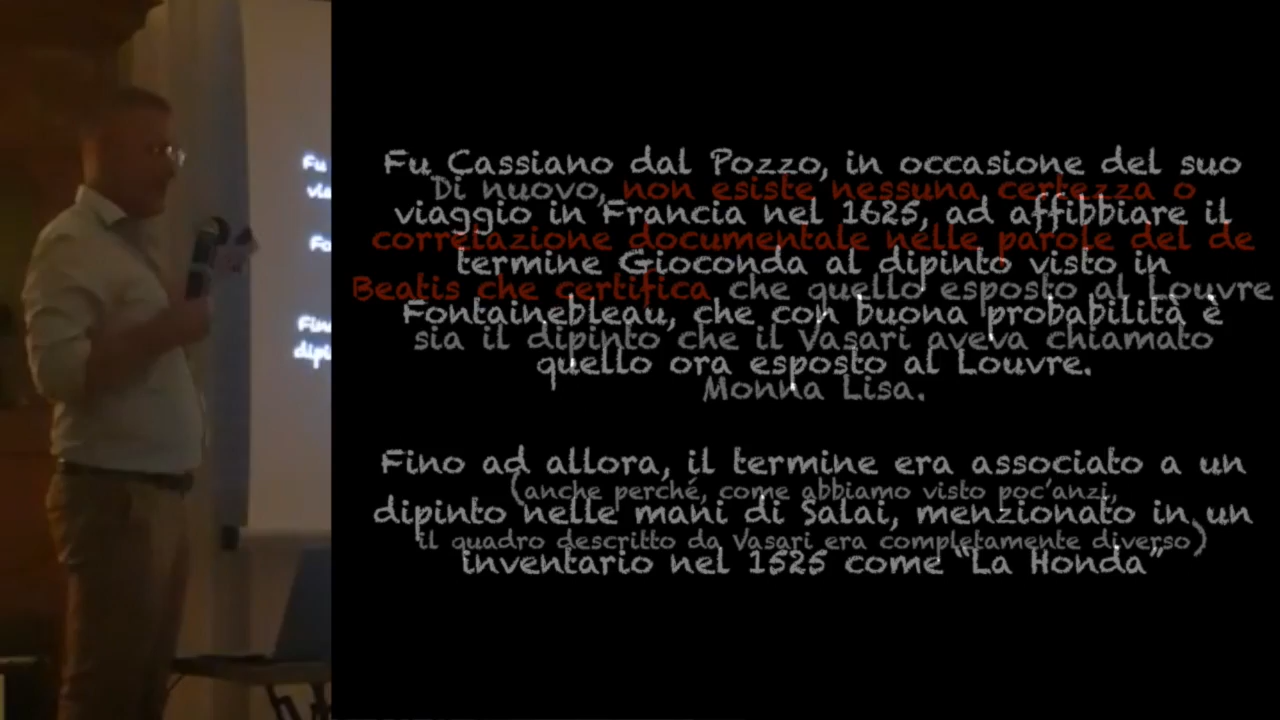 Fu
via
Fo
Fin
dipi
Fu Cassiano dal Pozzo, in occasione del suo
viaggio in Francia nel 1625, ad affibbiare il
termine Gioconda al dipinto visto in
Fontainebleau, che con buona probabilità è
quello ora esposto al Louvre.
Fino ad allora, il termine era associato a un
dipinto nelle mani di Salai, menzionato in un
inventario nel 1525 come “La Honda”
Di nuovo, non esiste nessuna certezza o
correlazione documentale nelle parole del de
Beatis che certifica che quello esposto al Louvre
sia il dipinto che il Vasari aveva chiamato
Monna Lisa.
(anche perché, come abbiamo visto poc’anzi,
il quadro descritto da Vasari era completamente diverso)